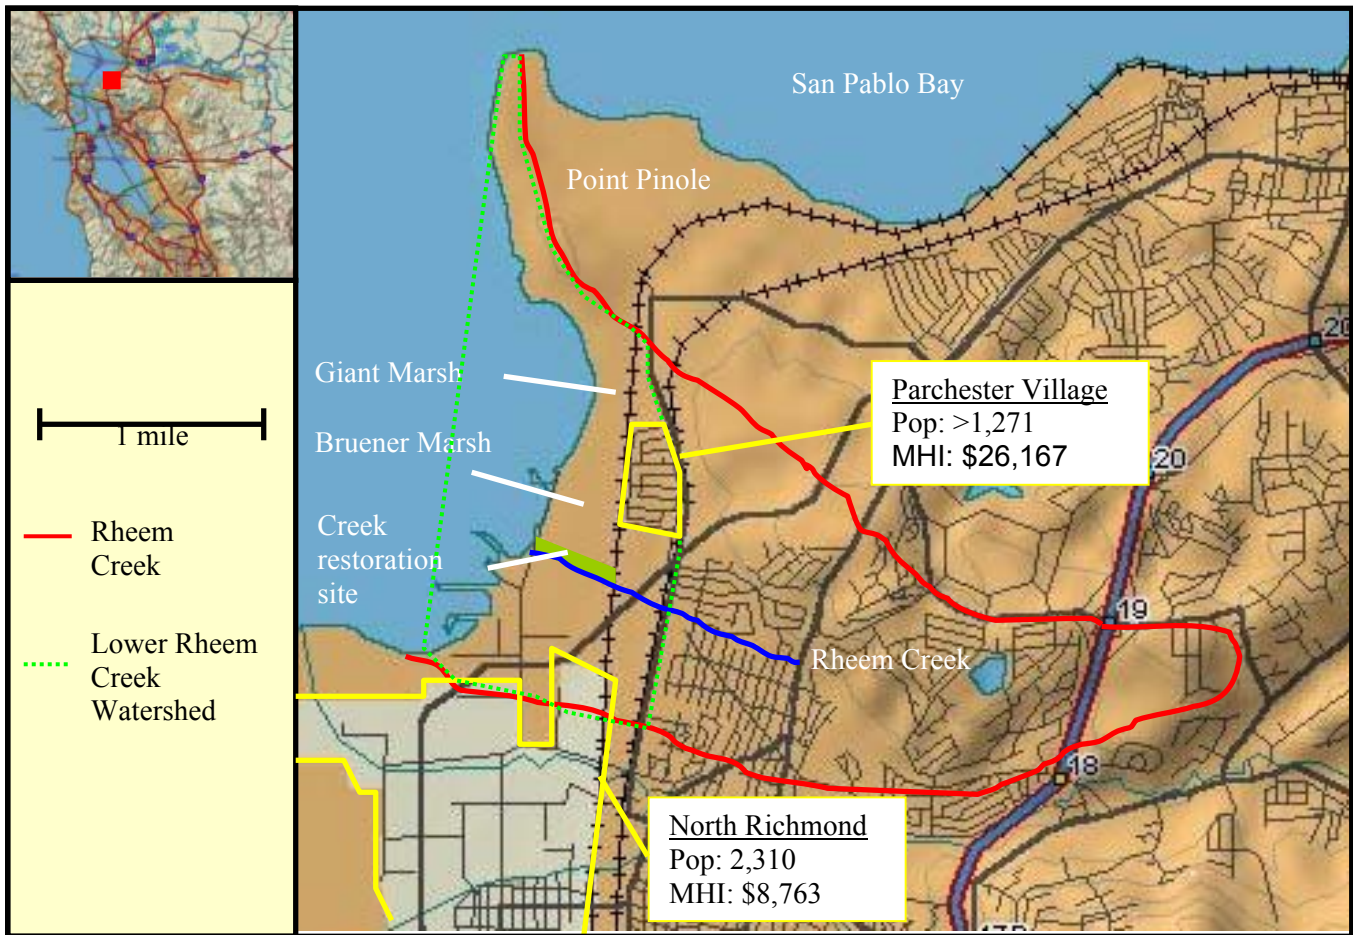 San Pablo Bay
Point Pinole
Giant Marsh
Bruener Marsh
Creek
restoration
site
Rheem Creek
Parchester Village
Pop: >1,271
MHI: $26,167
North Richmond
Pop: 2,310
MHI: $8,763
20
20
19
18
1 mile
Rheem
Creek
Lower Rheem
Creek
Watershed